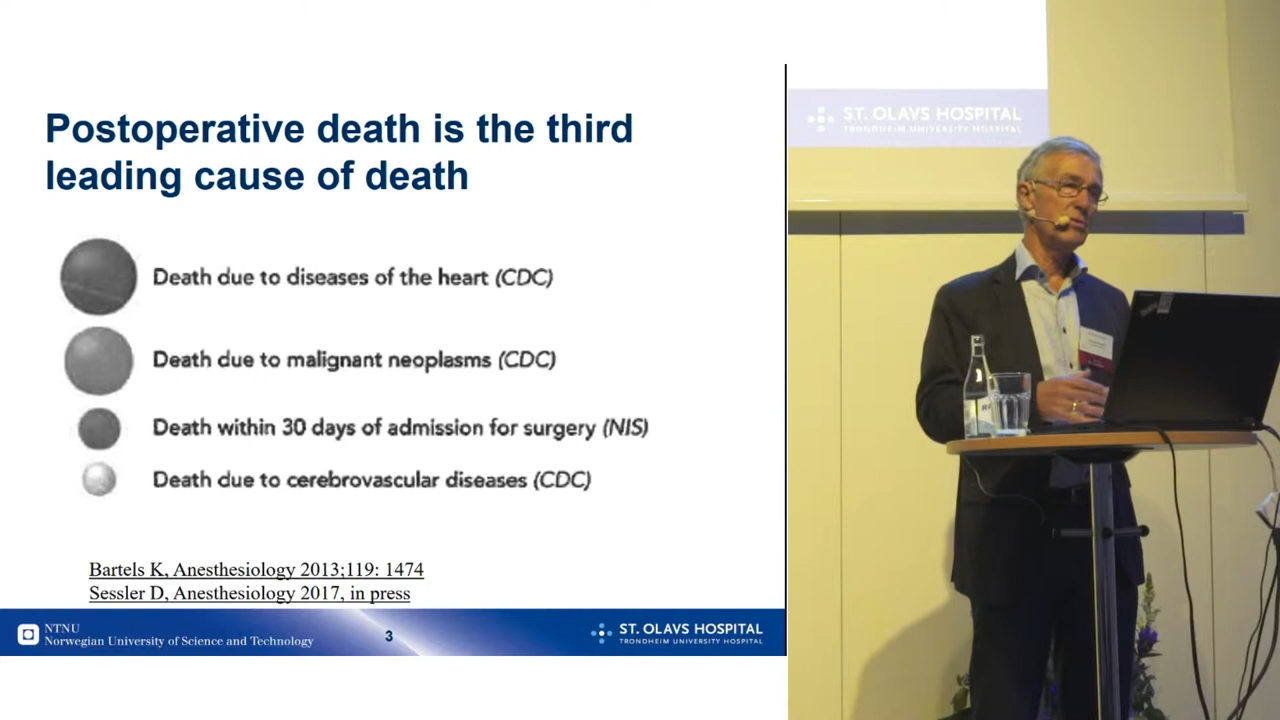 Postoperative death is the third
leading cause of death
Death due to diseases of the heart (CDC)
Death due to malignant neoplasms (CDC)
Death within 30 days of admission for surgery (NIS)
Death due to cerebrovascular diseases (CDC)
Bartels K, Anesthesiology 2013;119: 1474
Sessler D, Anesthesiology 2017, in press
NTNU
Norwegian University of Science and Technology
3
ST. OLAVS HOSPITAL
TRONDHEIM UNIVERSITY HOSPITAL
ST. OLAVS HOSPITAL
TRONDHEIM UNIVERSITY HOSPITAL